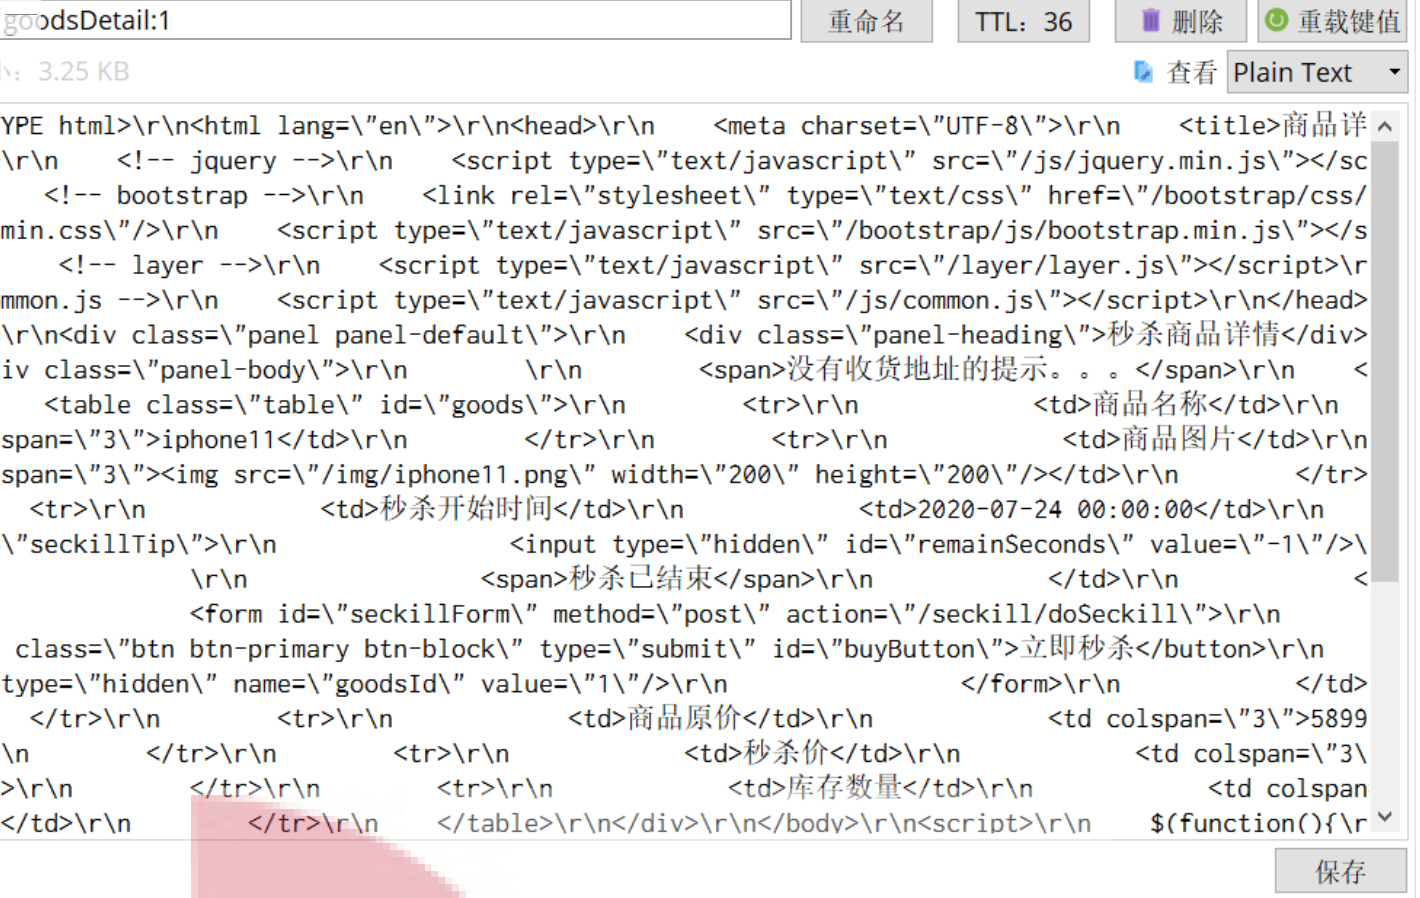 goodsDetail:1 重命名 TTL: 36 删除 重载键值
小: 3.25 KB 查看 Plain Text
YPE html>\r\n<html lang=\"en\">\r\n<head>\r\n    <meta charset=\"UTF-8\">\r\n    <title>商品详
\r\n    <!-- jquery -->\r\n    <script type=\"text/javascript\" src=\"/js/jquery.min.js\"></sc
<!-- bootstrap -->\r\n    <link rel=\"stylesheet\" type=\"text/css\" href=\"/bootstrap/css/
min.css\"/>\r\n    <script type=\"text/javascript\" src=\"/bootstrap/js/bootstrap.min.js\"></s
<!-- layer -->\r\n    <script type=\"text/javascript\" src=\"/layer/layer.js\"></script>\r
mmon.js -->\r\n    <script type=\"text/javascript\" src=\"/js/common.js\"></script>\r\n</head>
\r\n<div class=\"panel panel-default\">\r\n    <div class=\"panel-heading\">秒杀商品详情</div>
iv class=\"panel-body\">\r\n        \r\n        <span>没有收货地址的提示。。。</span>\r\n    <
<table class=\"table\" id=\"goods\">\r\n        <tr>\r\n            <td>商品名称</td>\r\n
span=\"3\">iphone11</td>\r\n        </tr>\r\n        <tr>\r\n            <td>商品图片</td>\r\n
span=\"3\"><img src=\"/img/iphone11.png\" width=\"200\" height=\"200\"/></td>\r\n        </tr>
<tr>\r\n            <td>秒杀开始时间</td>\r\n            <td>2020-07-24 00:00:00</td>\r\n
\"seckillTip\">\r\n                <input type=\"hidden\" id=\"remainSeconds\" value=\"-1\"/>\
\r\n                <span>秒杀已结束</span>\r\n            </td>\r\n            <
<form id=\"seckillForm\" method=\"post\" action=\"/seckill/doSeckill\">\r\n
class=\"btn btn-primary btn-block\" type=\"submit\" id=\"buyButton\">立即秒杀</button>\r\n
type=\"hidden\" name=\"goodsId\" value=\"1\"/>\r\n                </form>\r\n            </td>
</tr>\r\n        <tr>\r\n            <td>商品原价</td>\r\n            <td colspan=\"3\">5899
\n        </tr>\r\n        <tr>\r\n            <td>秒杀价</td>\r\n            <td colspan=\"3\
>\r\n        </tr>\r\n        <tr>\r\n            <td>库存数量</td>\r\n            <td colspan
</td>\r\n        </tr>\r\n    </table>\r\n</div>\r\n</body>\r\n<script>\r\n    $(function(){\r
保存